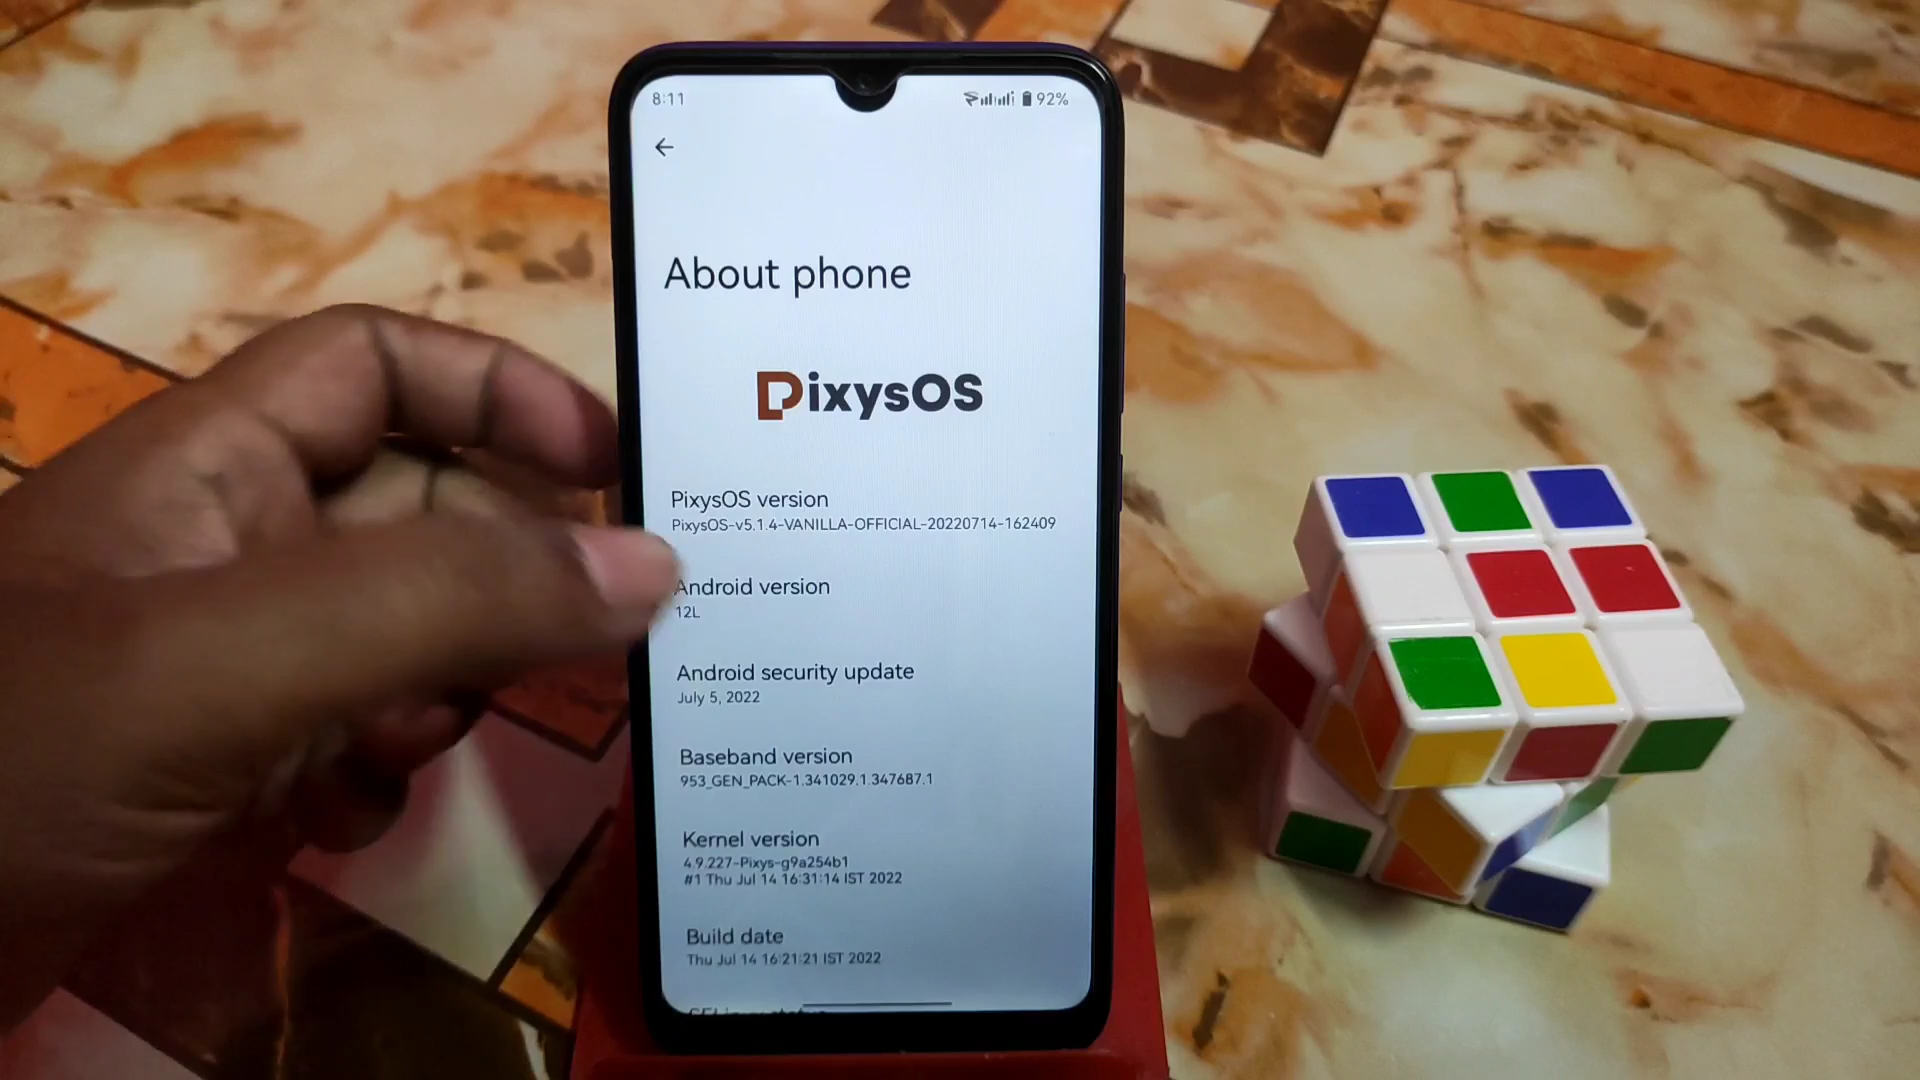 8:11
92%
About phone
PixysOS
PixysOS version
PixysOS-v5.1.4-VANILLA-OFFICIAL-20220714-162409
Android version
12L
Android security update
July 5, 2022
Baseband version
953_GEN_PACK-1.341029.1.347687.1
Kernel version
4.9.227-Pixys-g9a254b1
#1 Thu Jul 14 16:31:14 IST 2022
Build date
Thu Jul 14 16:21:21 IST 2022